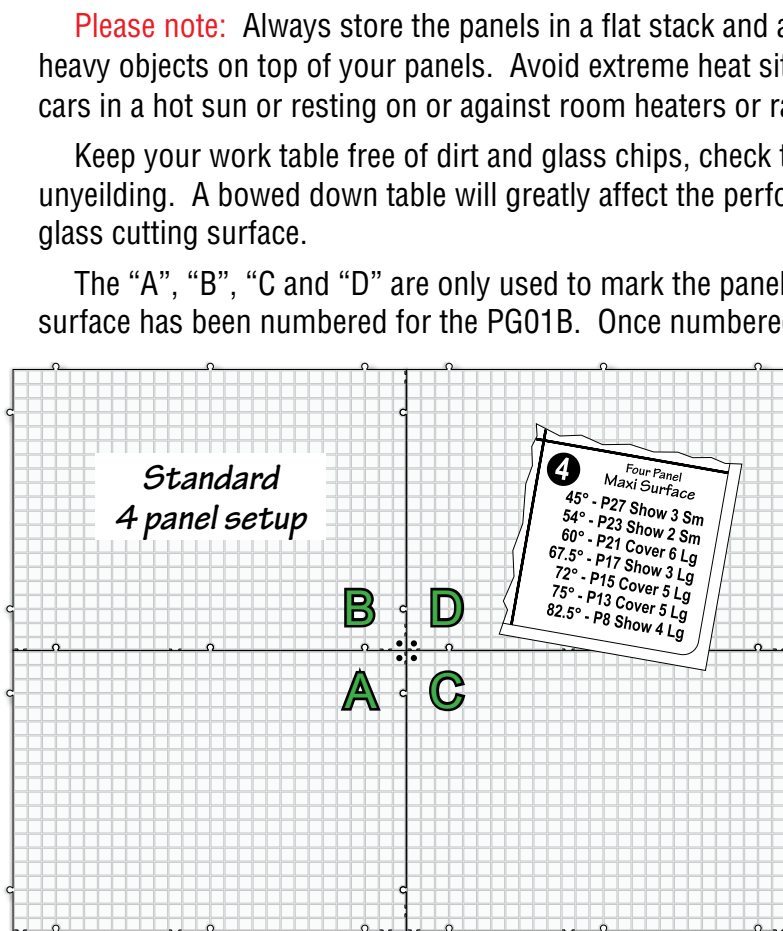 Please note: Always store the panels in a flat stack and
heavy objects on top of your panels. Avoid extreme heat
cars in a hot sun or resting on or against room heaters or
Keep your work table free of dirt and glass chips, check
unyeilding. A bowed down table will greatly affect the
glass cutting surface.
The “A”, “B”, “C and “D” are only used to mark the panel
surface has been numbered for the PG01B. Once
Standard
4 panel setup
4
Four Panel
Maxi Surface
45° - P27 Show 3 Sm
54° - P23 Show 2 Sm
60° - P21 Cover 6 Lg
67.5° - P17 Show 3 Lg
72° - P15 Cover 5 Lg
75° - P13 Cover 5 Lg
82.5° - P8 Show 4 Lg
B D
A C